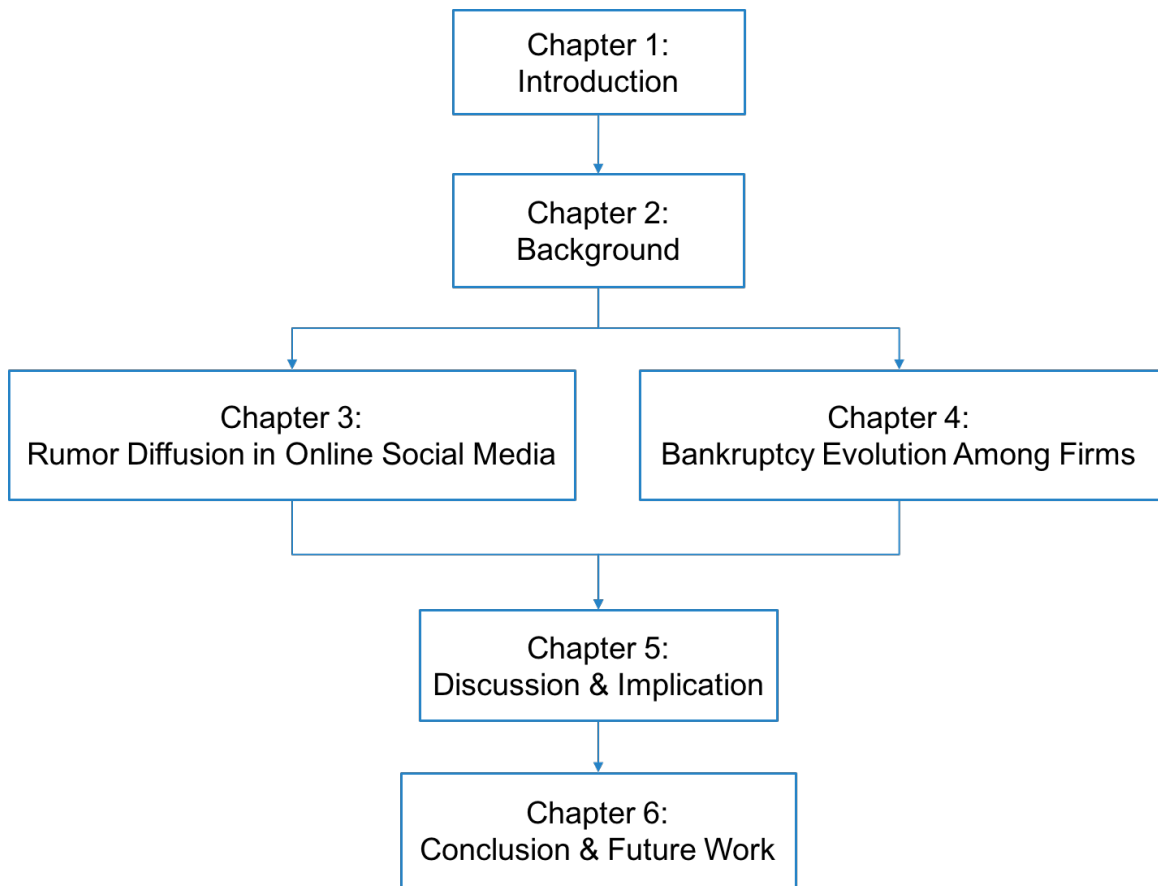 Chapter 1:
Introduction
Chapter 2:
Background
Chapter 3:
Rumor Diffusion in Online Social Media
Chapter 4:
Bankruptcy Evolution Among Firms
Chapter 5:
Discussion & Implication
Chapter 6:
Conclusion & Future Work